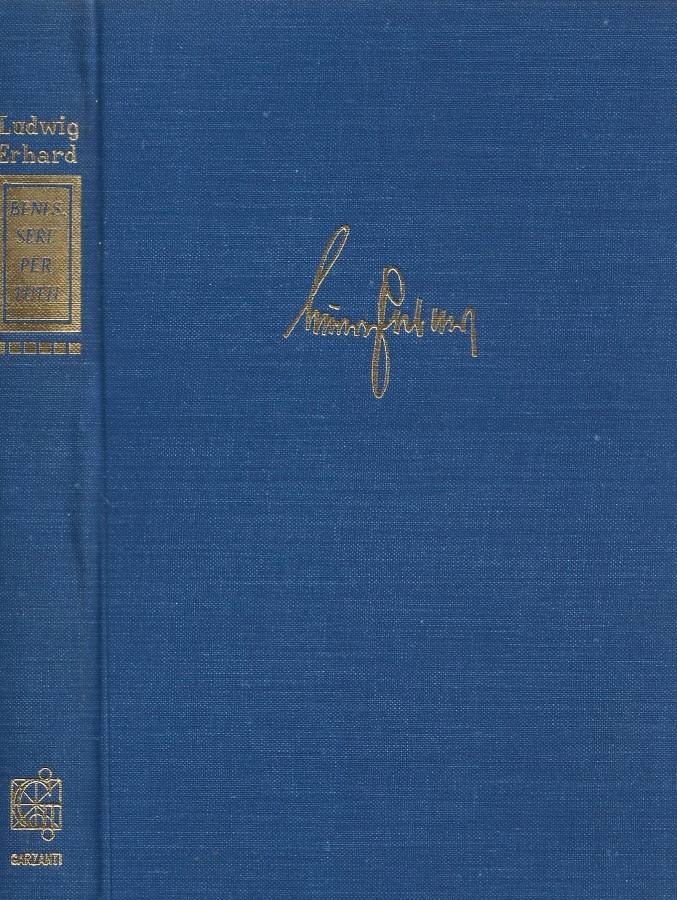 Ludwig
Erhard
BENES-
SERE
PER
TUTTI
GARZANTI